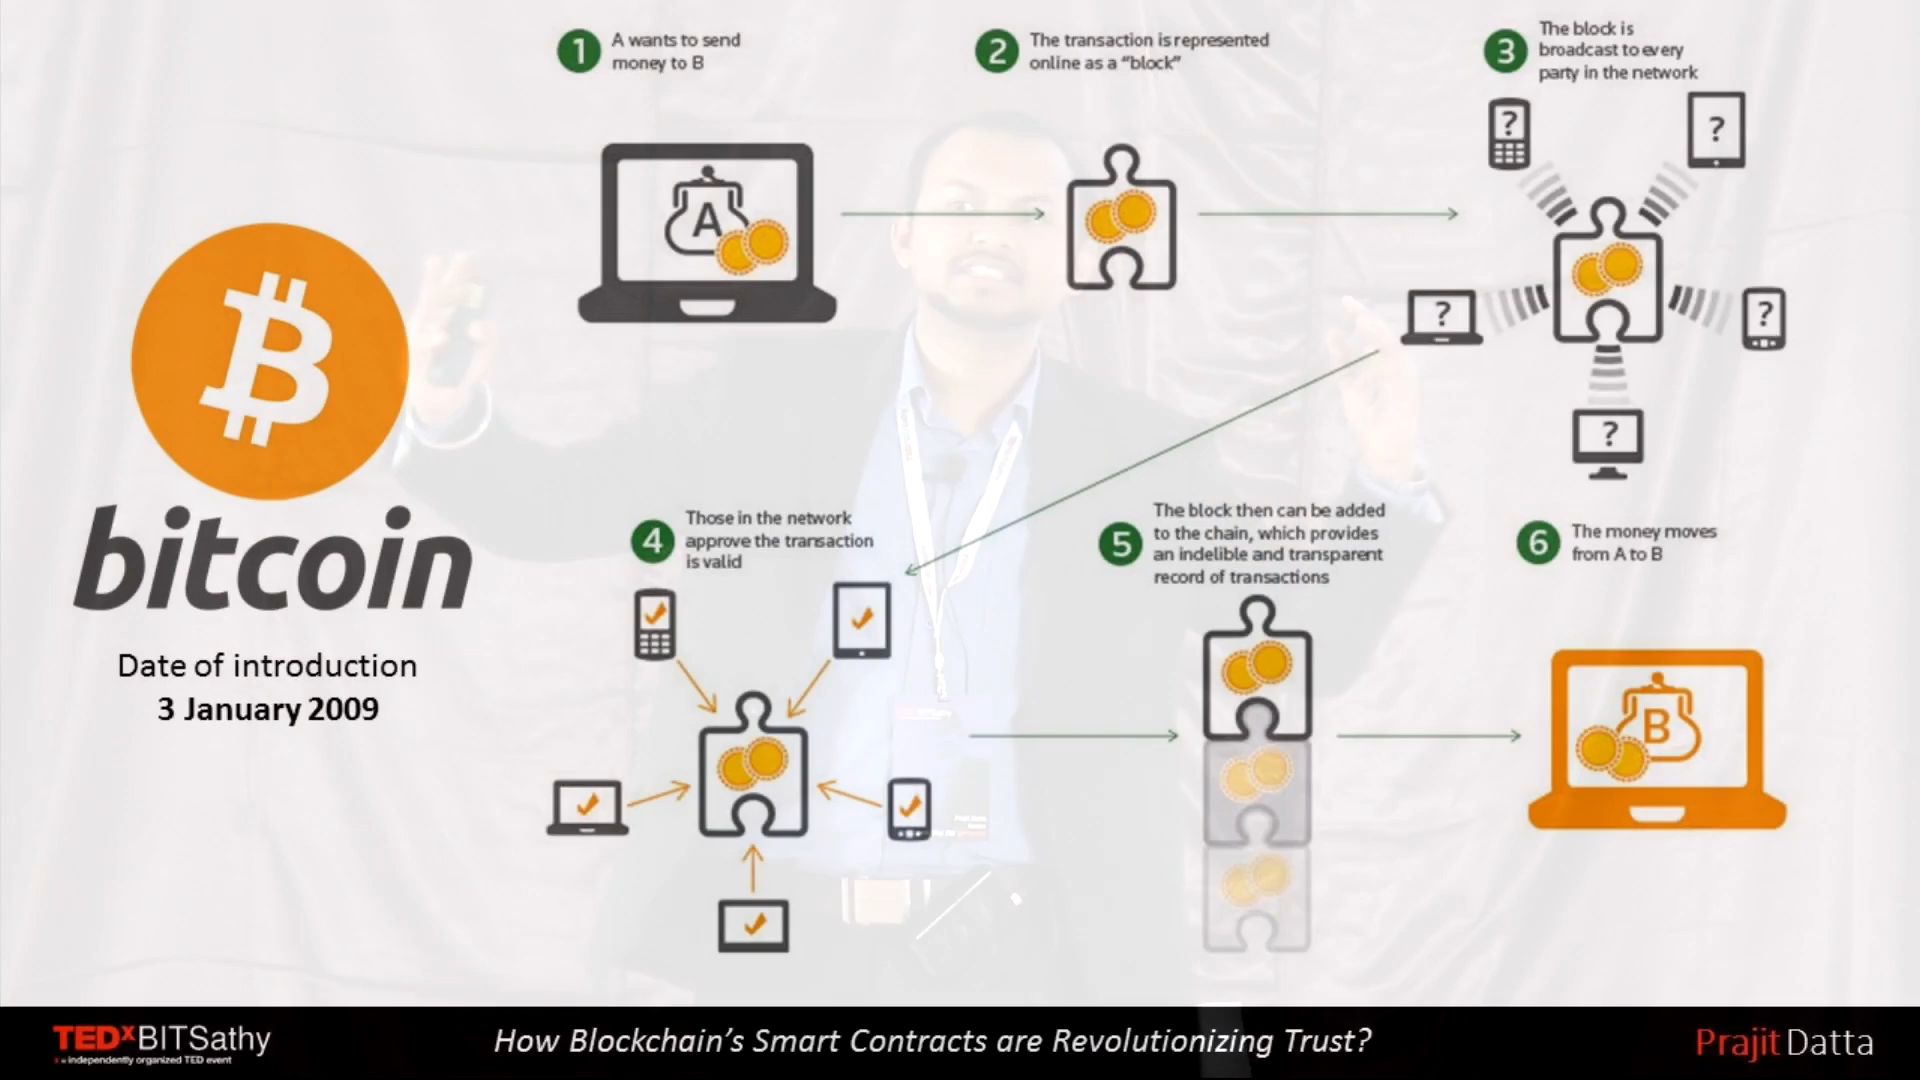 1
A wants to send
money to B
2
The transaction is represented
online as a “block”
3
The block is
broadcast to every
party in the network
?
?
A
?
?
?
bitcoin
Date of introduction
3 January 2009
4
Those in the network
approve the transaction
is valid
5
The block then can be added
to the chain, which provides
an indelible and transparent
record of transactions
6
The money moves
from A to B
B
TEDxBITSathy
x = independently organized TED event
How Blockchain’s Smart Contracts are Revolutionizing Trust?
Prajit Datta